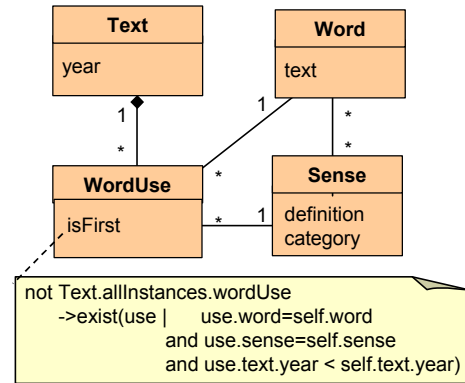 Text
year
Word
text
1
*
1
*
*
*
WordUse
isFirst
*
1
Sense
definition
category
not Text.allInstances.wordUse
->exist(use | use.word=self.word
and use.sense=self.sense
and use.text.year < self.text.year)